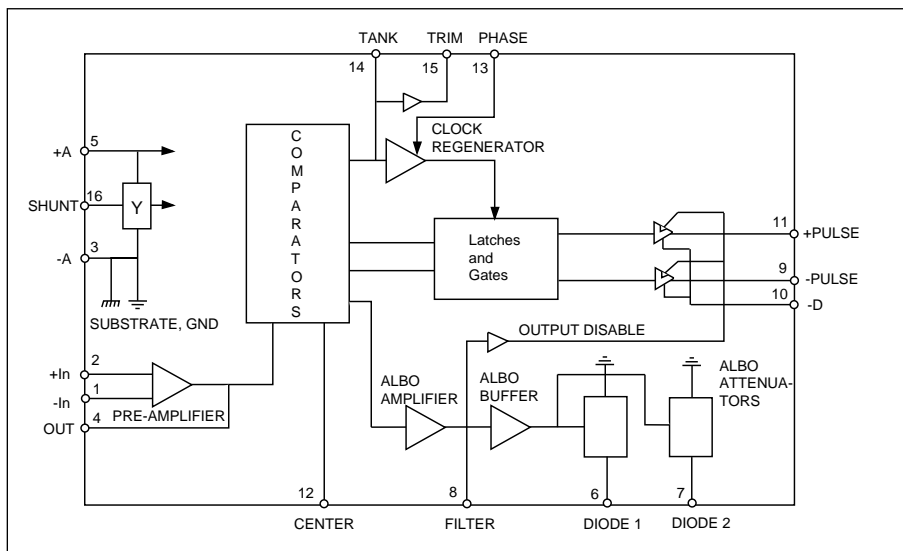 TANK TRIM PHASE
14 15 13
CLOCK
REGENERATOR
COMPARATORS
5
+A
16
SHUNT
Y
3
-A
SUBSTRATE, GND
Latches
and
Gates
11
+PULSE
9
-PULSE
10
-D
OUTPUT DISABLE
2
+In
1
-In
4
OUT
PRE-AMPLIFIER
ALBO
AMPLIFIER
ALBO
BUFFER
ALBO
ATTENUA-
TORS
12 8 6 7
CENTER FILTER DIODE 1 DIODE 2